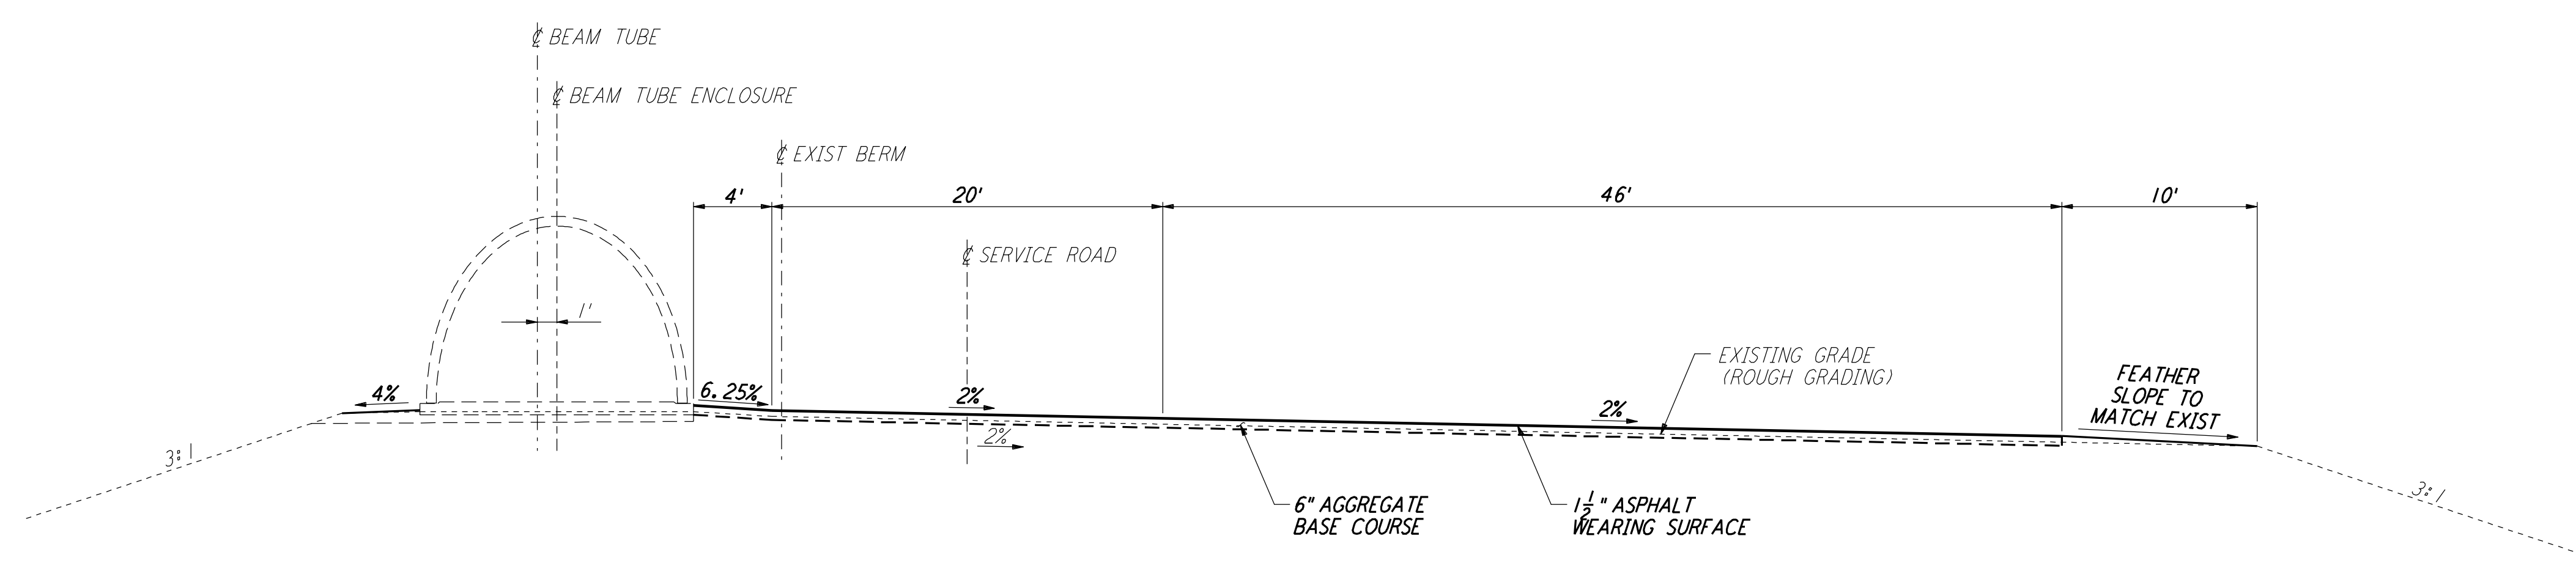 ℄ BEAM TUBE
℄ BEAM TUBE ENCLOSURE
℄ EXIST BERM
4'
20'
46'
10'
℄ SERVICE ROAD
1'
EXISTING GRADE
(ROUGH GRADING)
FEATHER
SLOPE TO
MATCH EXIST
4%
6.25%
2%
2%
2%
3:1
3:1
6" AGGREGATE
BASE COURSE
1 1/2" ASPHALT
WEARING SURFACE